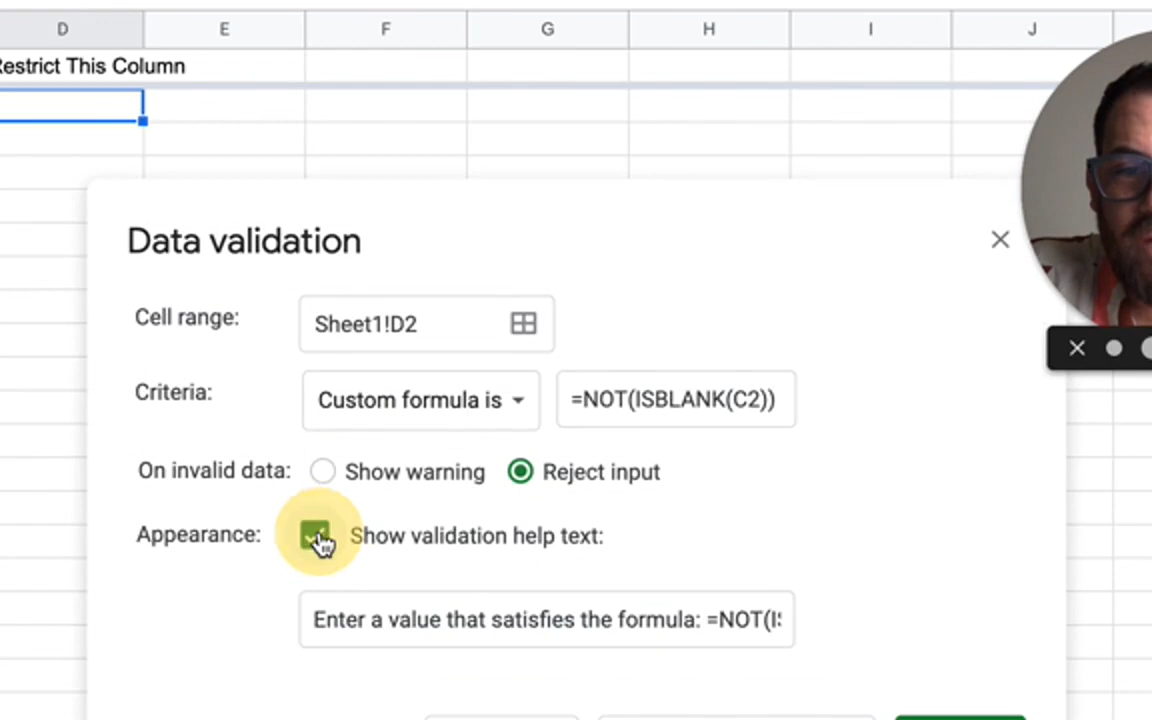 D E F G H I J
Restrict This Column
Data validation
Cell range: Sheet1!D2
Criteria: Custom formula is =NOT(ISBLANK(C2))
On invalid data: Show warning Reject input
Appearance: Show validation help text:
Enter a value that satisfies the formula: =NOT(IS